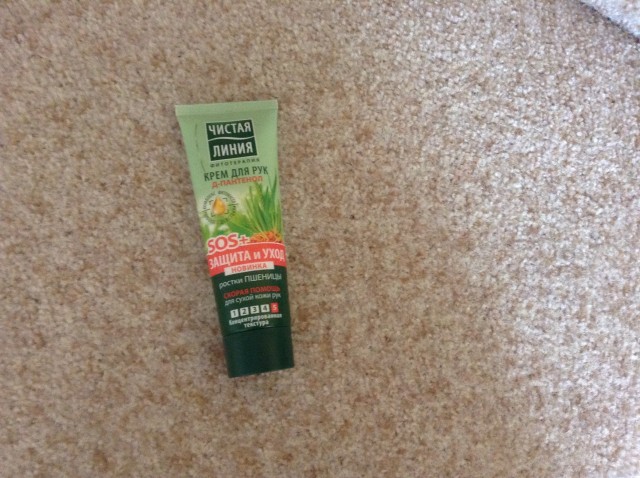 ЧИСТАЯ
ЛИНИЯ
ФИТОТЕРАПИЯ
КРЕМ ДЛЯ РУК
Д-ПАНТЕНОЛ
SOS+
ЗАЩИТА и УХОД
НОВИНКА
РОСТКИ ПШЕНИЦЫ
СКОРАЯ ПОМОЩЬ
для сухой кожи рук
1 2 3 4 5
Концентрированная
текстура